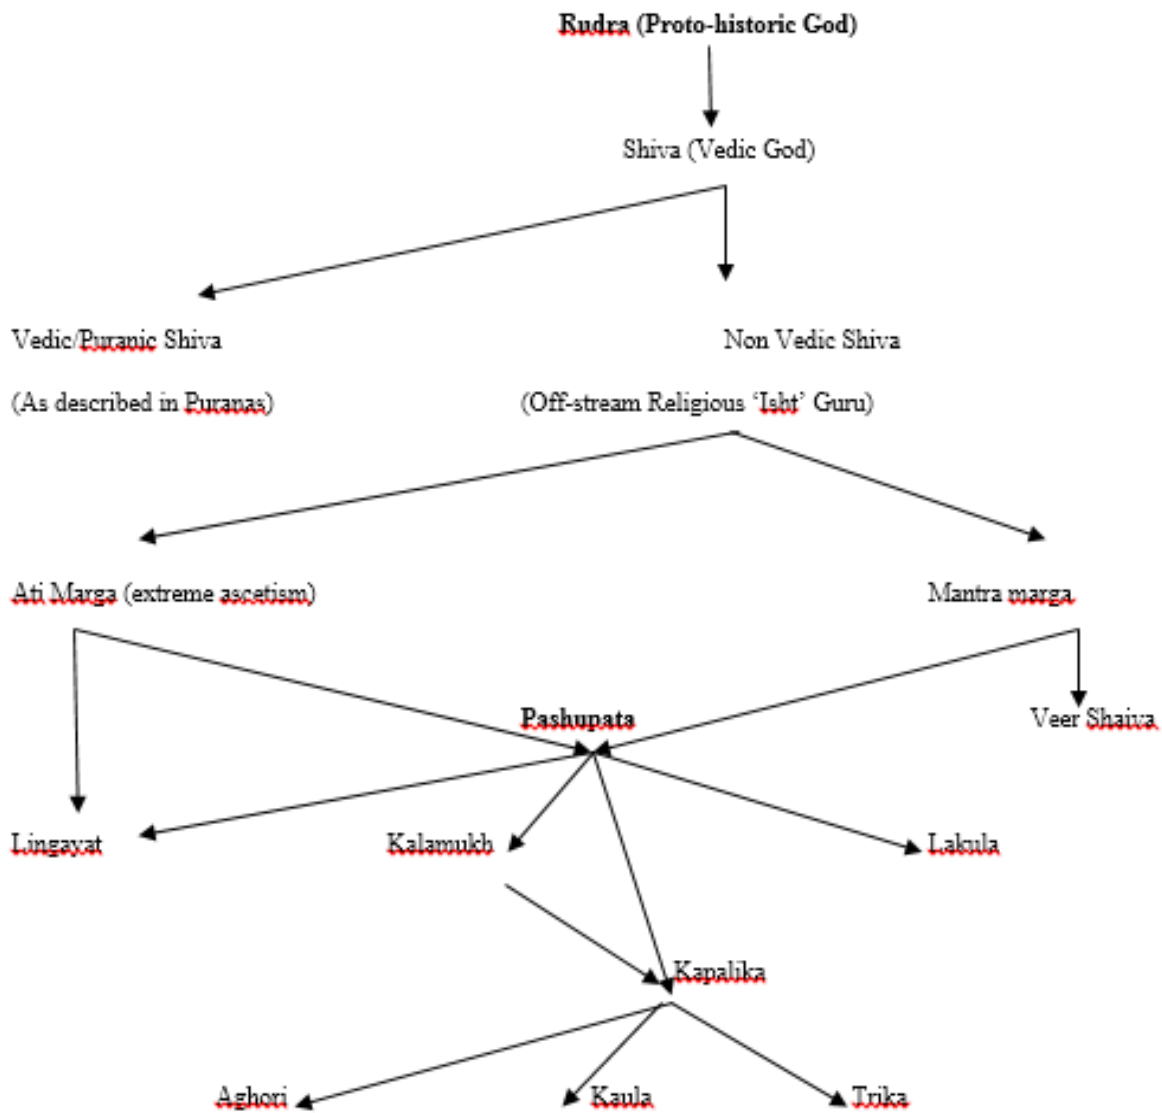 Rudra (Proto-historic God)
Shiva (Vedic God)
Vedic/Puranic Shiva
Non Vedic Shiva
(As described in Puranas)
(Off-stream Religious ‘Isht’ Guru)
Ati Marga (extreme ascetism)
Mantra marga
Pashupata
Veer Shaiva
Lingayat
Kalamukh
Lakula
Kapalika
Aghori
Kaula
Trika